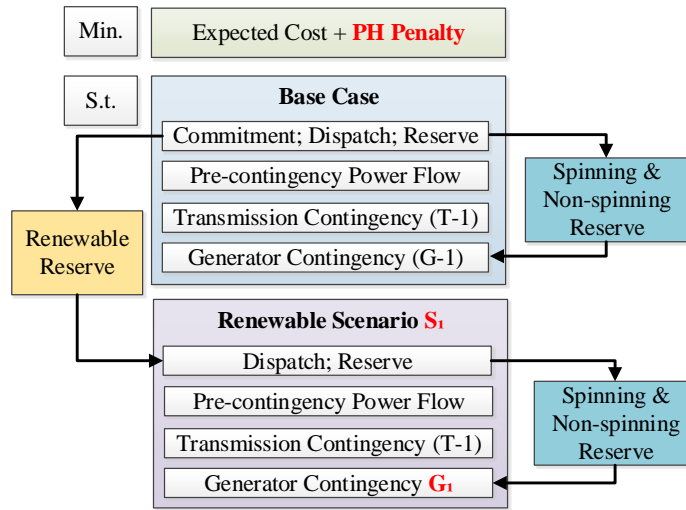 Min.
Expected Cost + PH Penalty
S.t.
Base Case
Commitment; Dispatch; Reserve
Pre-contingency Power Flow
Transmission Contingency (T-1)
Generator Contingency (G-1)
Spinning &
Non-spinning
Reserve
Renewable
Reserve
Renewable Scenario S₁
Dispatch; Reserve
Pre-contingency Power Flow
Transmission Contingency (T-1)
Generator Contingency G₁
Spinning &
Non-spinning
Reserve